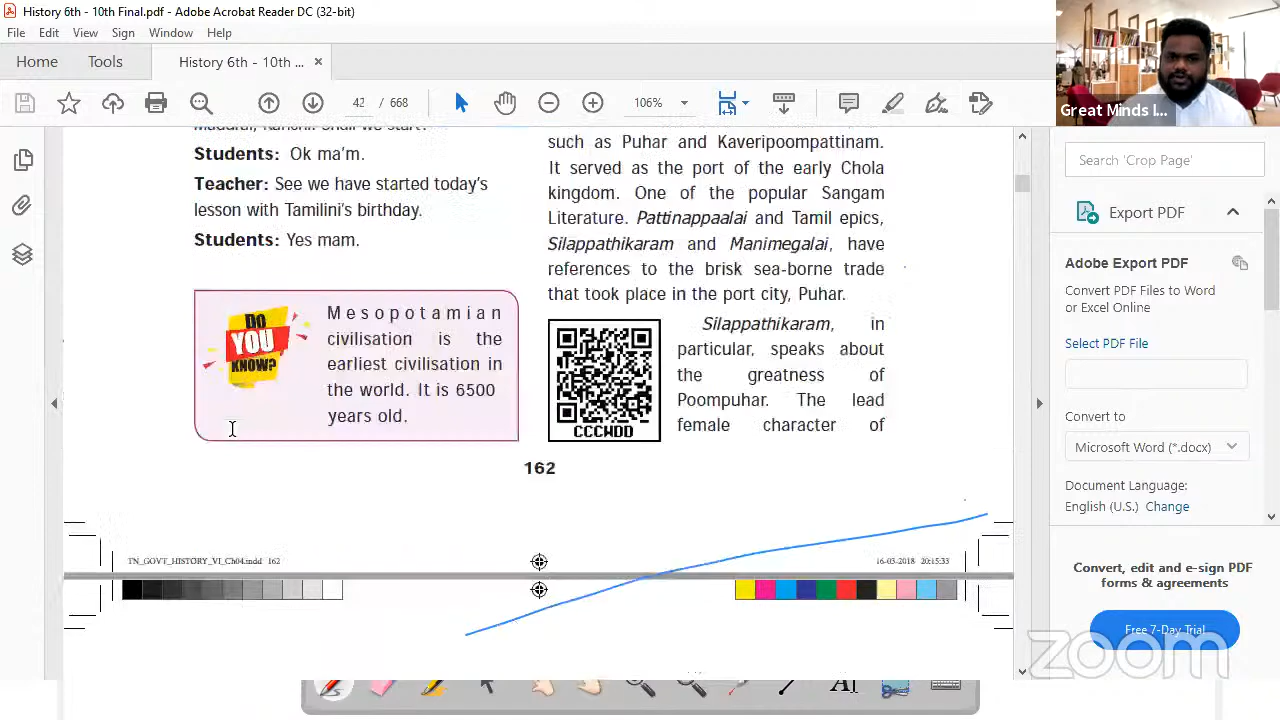 History 6th - 10th Final.pdf - Adobe Acrobat Reader DC (32-bit)
File Edit View Sign Window Help
Home Tools History 6th - 10th ... ×
42 / 668 106%
Madurai, Kanchi. Shall we start?
Students: Ok ma'm.
Teacher: See we have started today's
lesson with Tamilini's birthday.
Students: Yes mam.
DO
YOU
KNOW?
Mesopotamian
civilisation is the
earliest civilisation in
the world. It is 6500
years old.
such as Puhar and Kaveripoompattinam.
It served as the port of the early Chola
kingdom. One of the popular Sangam
Literature. Pattinappaalai and Tamil epics,
Silappathikaram and Manimegalai, have
references to the brisk sea-borne trade
that took place in the port city, Puhar.
Silappathikaram, in
particular, speaks about
the greatness of
Poompuhar. The lead
female character of
CCCWDD
162
TN_GOVT_HISTORY_VI_Ch04.indd 162
16-03-2018 20:15:33
Great Minds I...
Search 'Crop Page'
Export PDF
Adobe Export PDF
Convert PDF Files to Word
or Excel Online
Select PDF File
Convert to
Microsoft Word (*.docx)
Document Language:
English (U.S.) Change
Convert, edit and e-sign PDF
forms & agreements
Free 7-Day Trial
zoom
AI